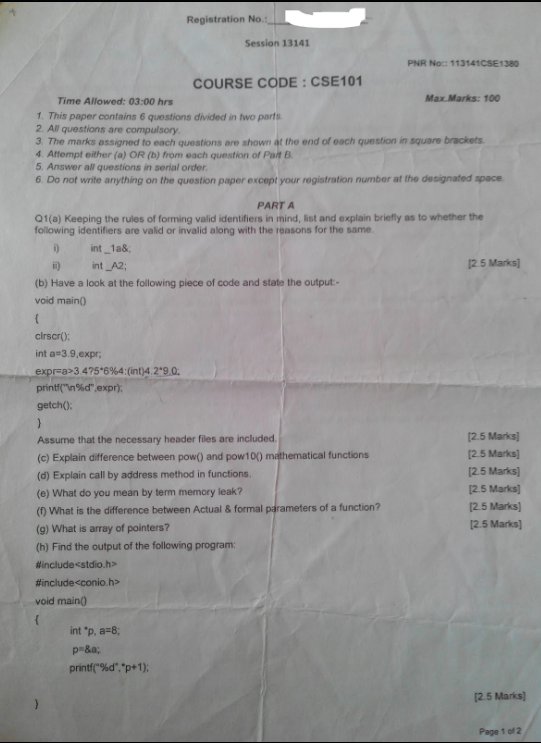 Registration No.:
Session 13141
PNR No:: 113141CSE1380
COURSE CODE : CSE101
Time Allowed: 03:00 hrs Max.Marks: 100
1. This paper contains 6 questions divided in two parts.
2. All questions are compulsory.
3. The marks assigned to each questions are shown at the end of each question in square brackets.
4. Attempt either (a) OR (b) from each question of Part B.
5. Answer all questions in serial order.
6. Do not write anything on the question paper except your registration number at the designated space.
PART A
Q1(a) Keeping the rules of forming valid identifiers in mind, list and explain briefly as to whether the
following identifiers are valid or invalid along with the reasons for the same.
i) int _1a&;
ii) int _A2; [2.5 Marks]
(b) Have a look at the following piece of code and state the output:-
void main()
{
clrscr();
int a=3.9,expr;
expr=a>3.4?5*6%4:(int)4.2*9.0;
printf("\n%d",expr);
getch();
}
Assume that the necessary header files are included. [2.5 Marks]
(c) Explain difference between pow() and pow10() mathematical functions [2.5 Marks]
(d) Explain call by address method in functions. [2.5 Marks]
(e) What do you mean by term memory leak? [2.5 Marks]
(f) What is the difference between Actual & formal parameters of a function? [2.5 Marks]
(g) What is array of pointers? [2.5 Marks]
(h) Find the output of the following program:
#include<stdio.h>
#include<conio.h>
void main()
{
int *p, a=8;
p=&a;
printf("%d",*p+1);
[2.5 Marks]
}
Page 1 of 2